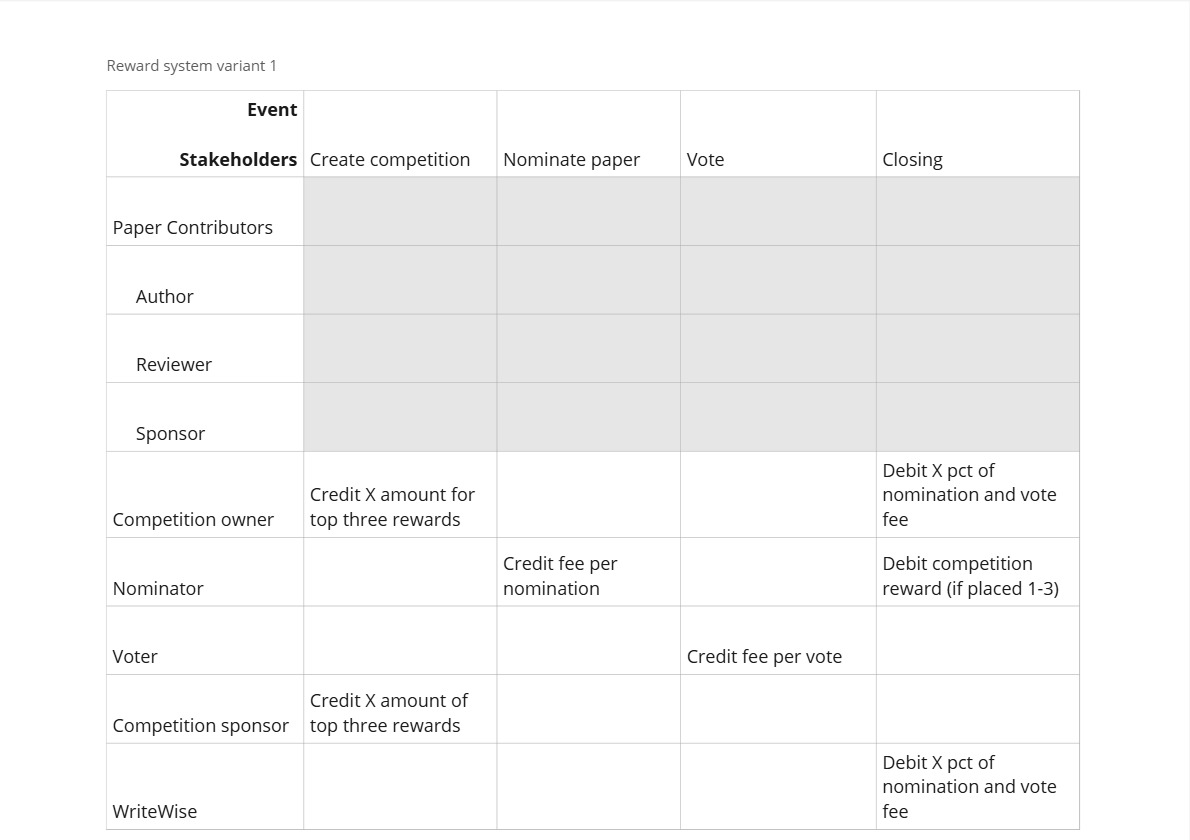 Reward system variant 1
Event
Stakeholders Create competition Nominate paper Vote Closing
Paper Contributors
Author
Reviewer
Sponsor
Competition owner
Credit X amount for
top three rewards
Debit X pct of
nomination and vote
fee
Nominator
Credit fee per
nomination
Debit competition
reward (if placed 1-3)
Voter
Credit fee per vote
Competition sponsor
Credit X amount of
top three rewards
WriteWise
Debit X pct of
nomination and vote
fee